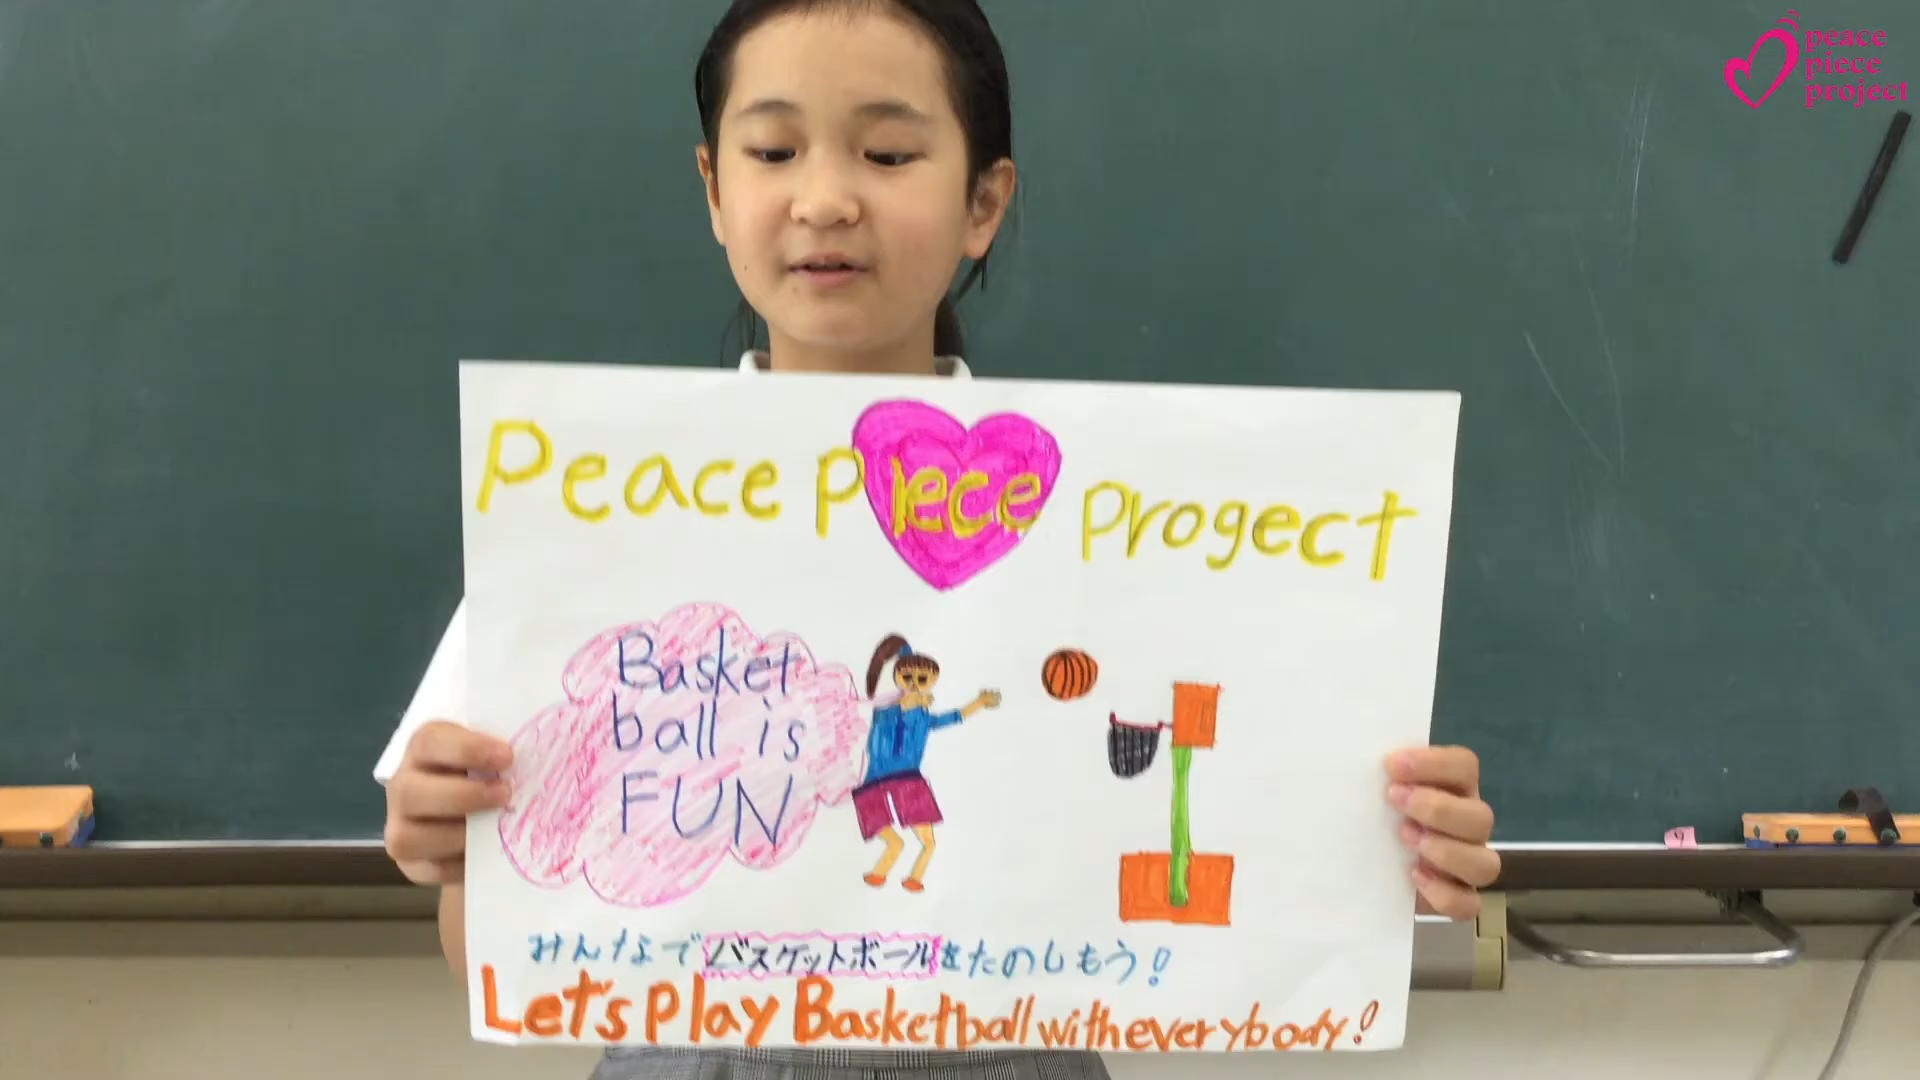 peace
piece
project
Peace Piece Progect
Basket
ball is
FUN
みんなでバスケットボールをたのしもう!
Let's Play Basketball with everybody!